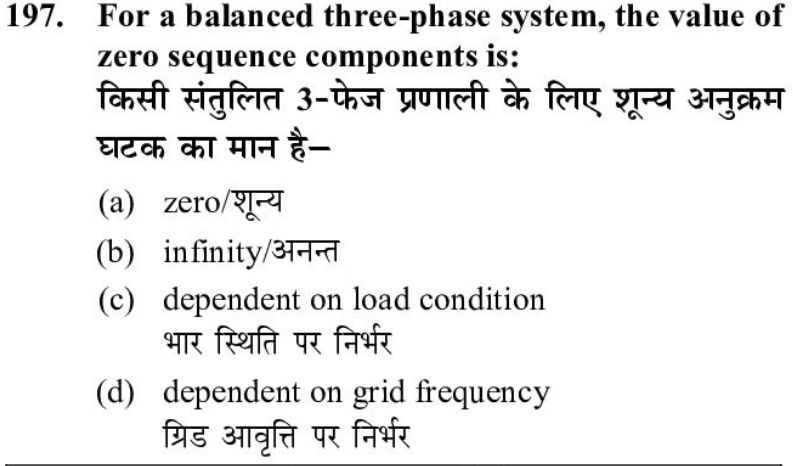 197. For a balanced three-phase system, the value of
zero sequence components is:
किसी संतुलित 3-फेज प्रणाली के लिए शून्य अनुक्रम
घटक का मान है–
(a) zero/शून्य
(b) infinity/अनन्त
(c) dependent on load condition
भार स्थिति पर निर्भर
(d) dependent on grid frequency
ग्रिड आवृत्ति पर निर्भर